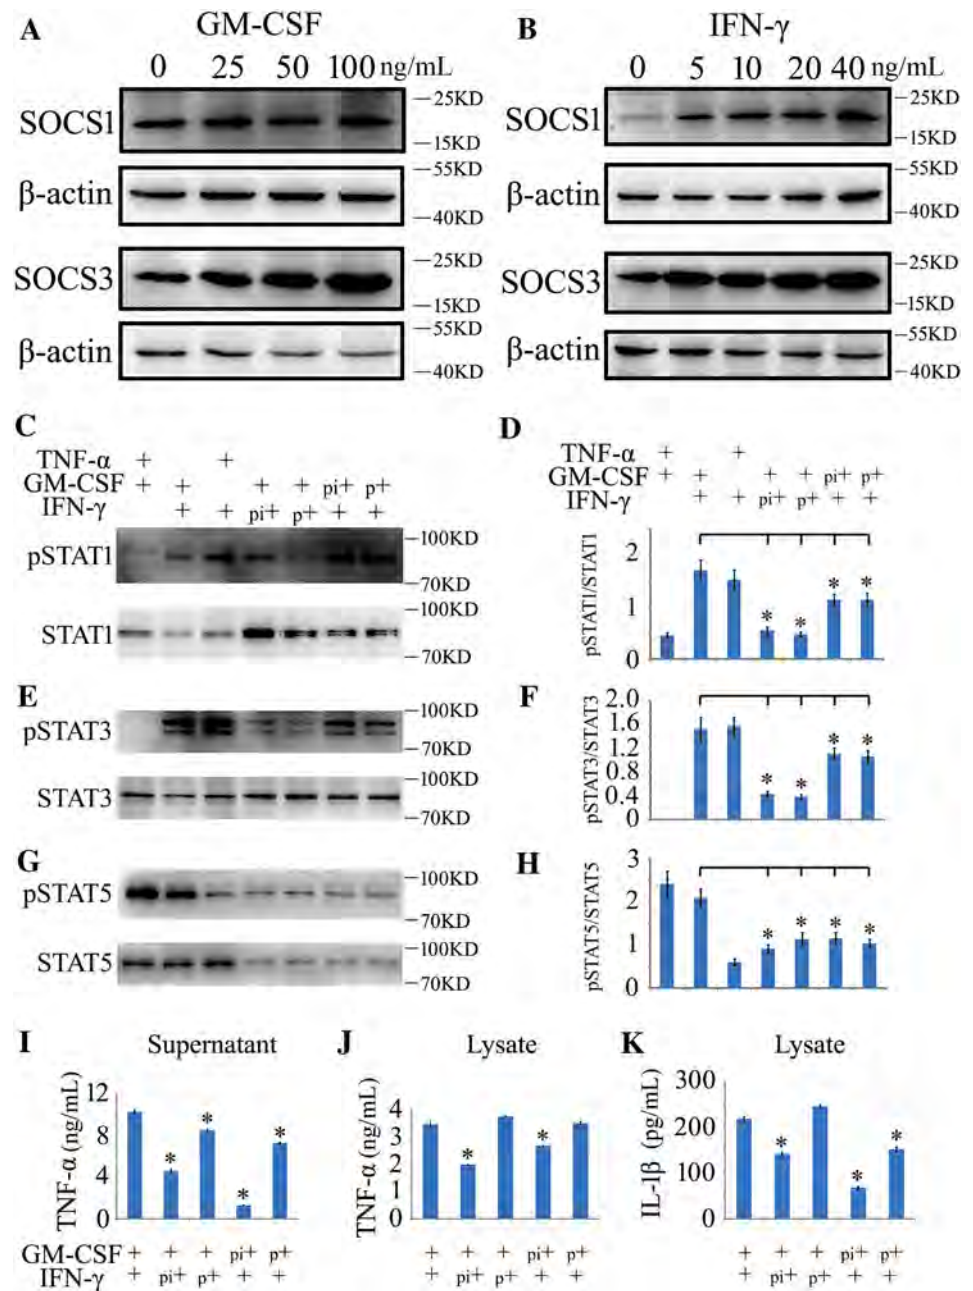 A GM-CSF
0 25 50 100 ng/mL
SOCS1 —25KD
—15KD
β-actin —55KD
—40KD
SOCS3 —25KD
—15KD
β-actin —55KD
—40KD
B IFN-γ
0 5 10 20 40 ng/mL
SOCS1 —25KD
—15KD
β-actin —55KD
—40KD
SOCS3 —25KD
—15KD
β-actin —55KD
—40KD
C
TNF-α + +
GM-CSF + + + + pi+ p+
IFN-γ + + pi+ p+ + +
pSTAT1 —100KD
—70KD
STAT1 —100KD
—70KD
D
TNF-α + +
GM-CSF + + + + pi+ p+
IFN-γ + + pi+ p+ + +
pSTAT1/STAT1
2
1
0
* * * *
E
pSTAT3 —100KD
—70KD
STAT3 —100KD
—70KD
F
pSTAT3/STAT3
2.0
1.6
1.2
0.8
0.4
0
* * * *
G
pSTAT5 —100KD
—70KD
STAT5 —100KD
—70KD
H
pSTAT5/STAT5
3
2
1
0
* * * *
I Supernatant
TNF-α (ng/mL)
12
8
4
0
* * * *
GM-CSF + + + pi+ p+
IFN-γ + pi+ p+ + +
J Lysate
TNF-α (ng/mL)
4
3
2
1
0
* *
+ + + pi+ p+
+ pi+ p+ + +
K Lysate
IL-1β (pg/mL)
300
200
100
0
* * *
+ + + pi+ p+
+ pi+ p+ + +